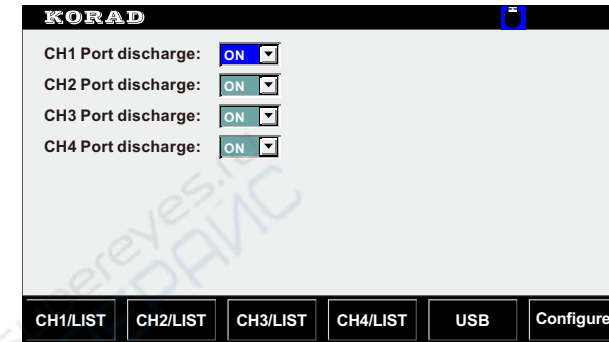 KORAD
CH1 Port discharge: ON
CH2 Port discharge: ON
CH3 Port discharge: ON
CH4 Port discharge: ON
CH1/LIST CH2/LIST CH3/LIST CH4/LIST USB Configure